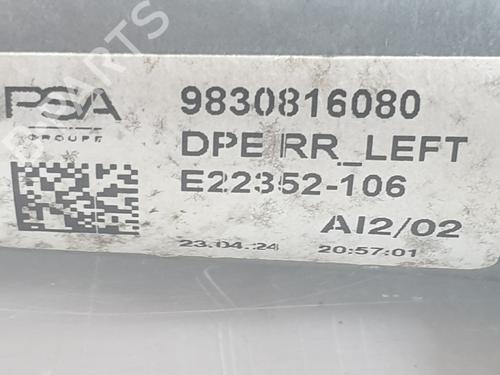 PSA
GROUPE
9830816080
DPE RR_LEFT
E22352-106
AI2/02
23.04.24
20:57:01